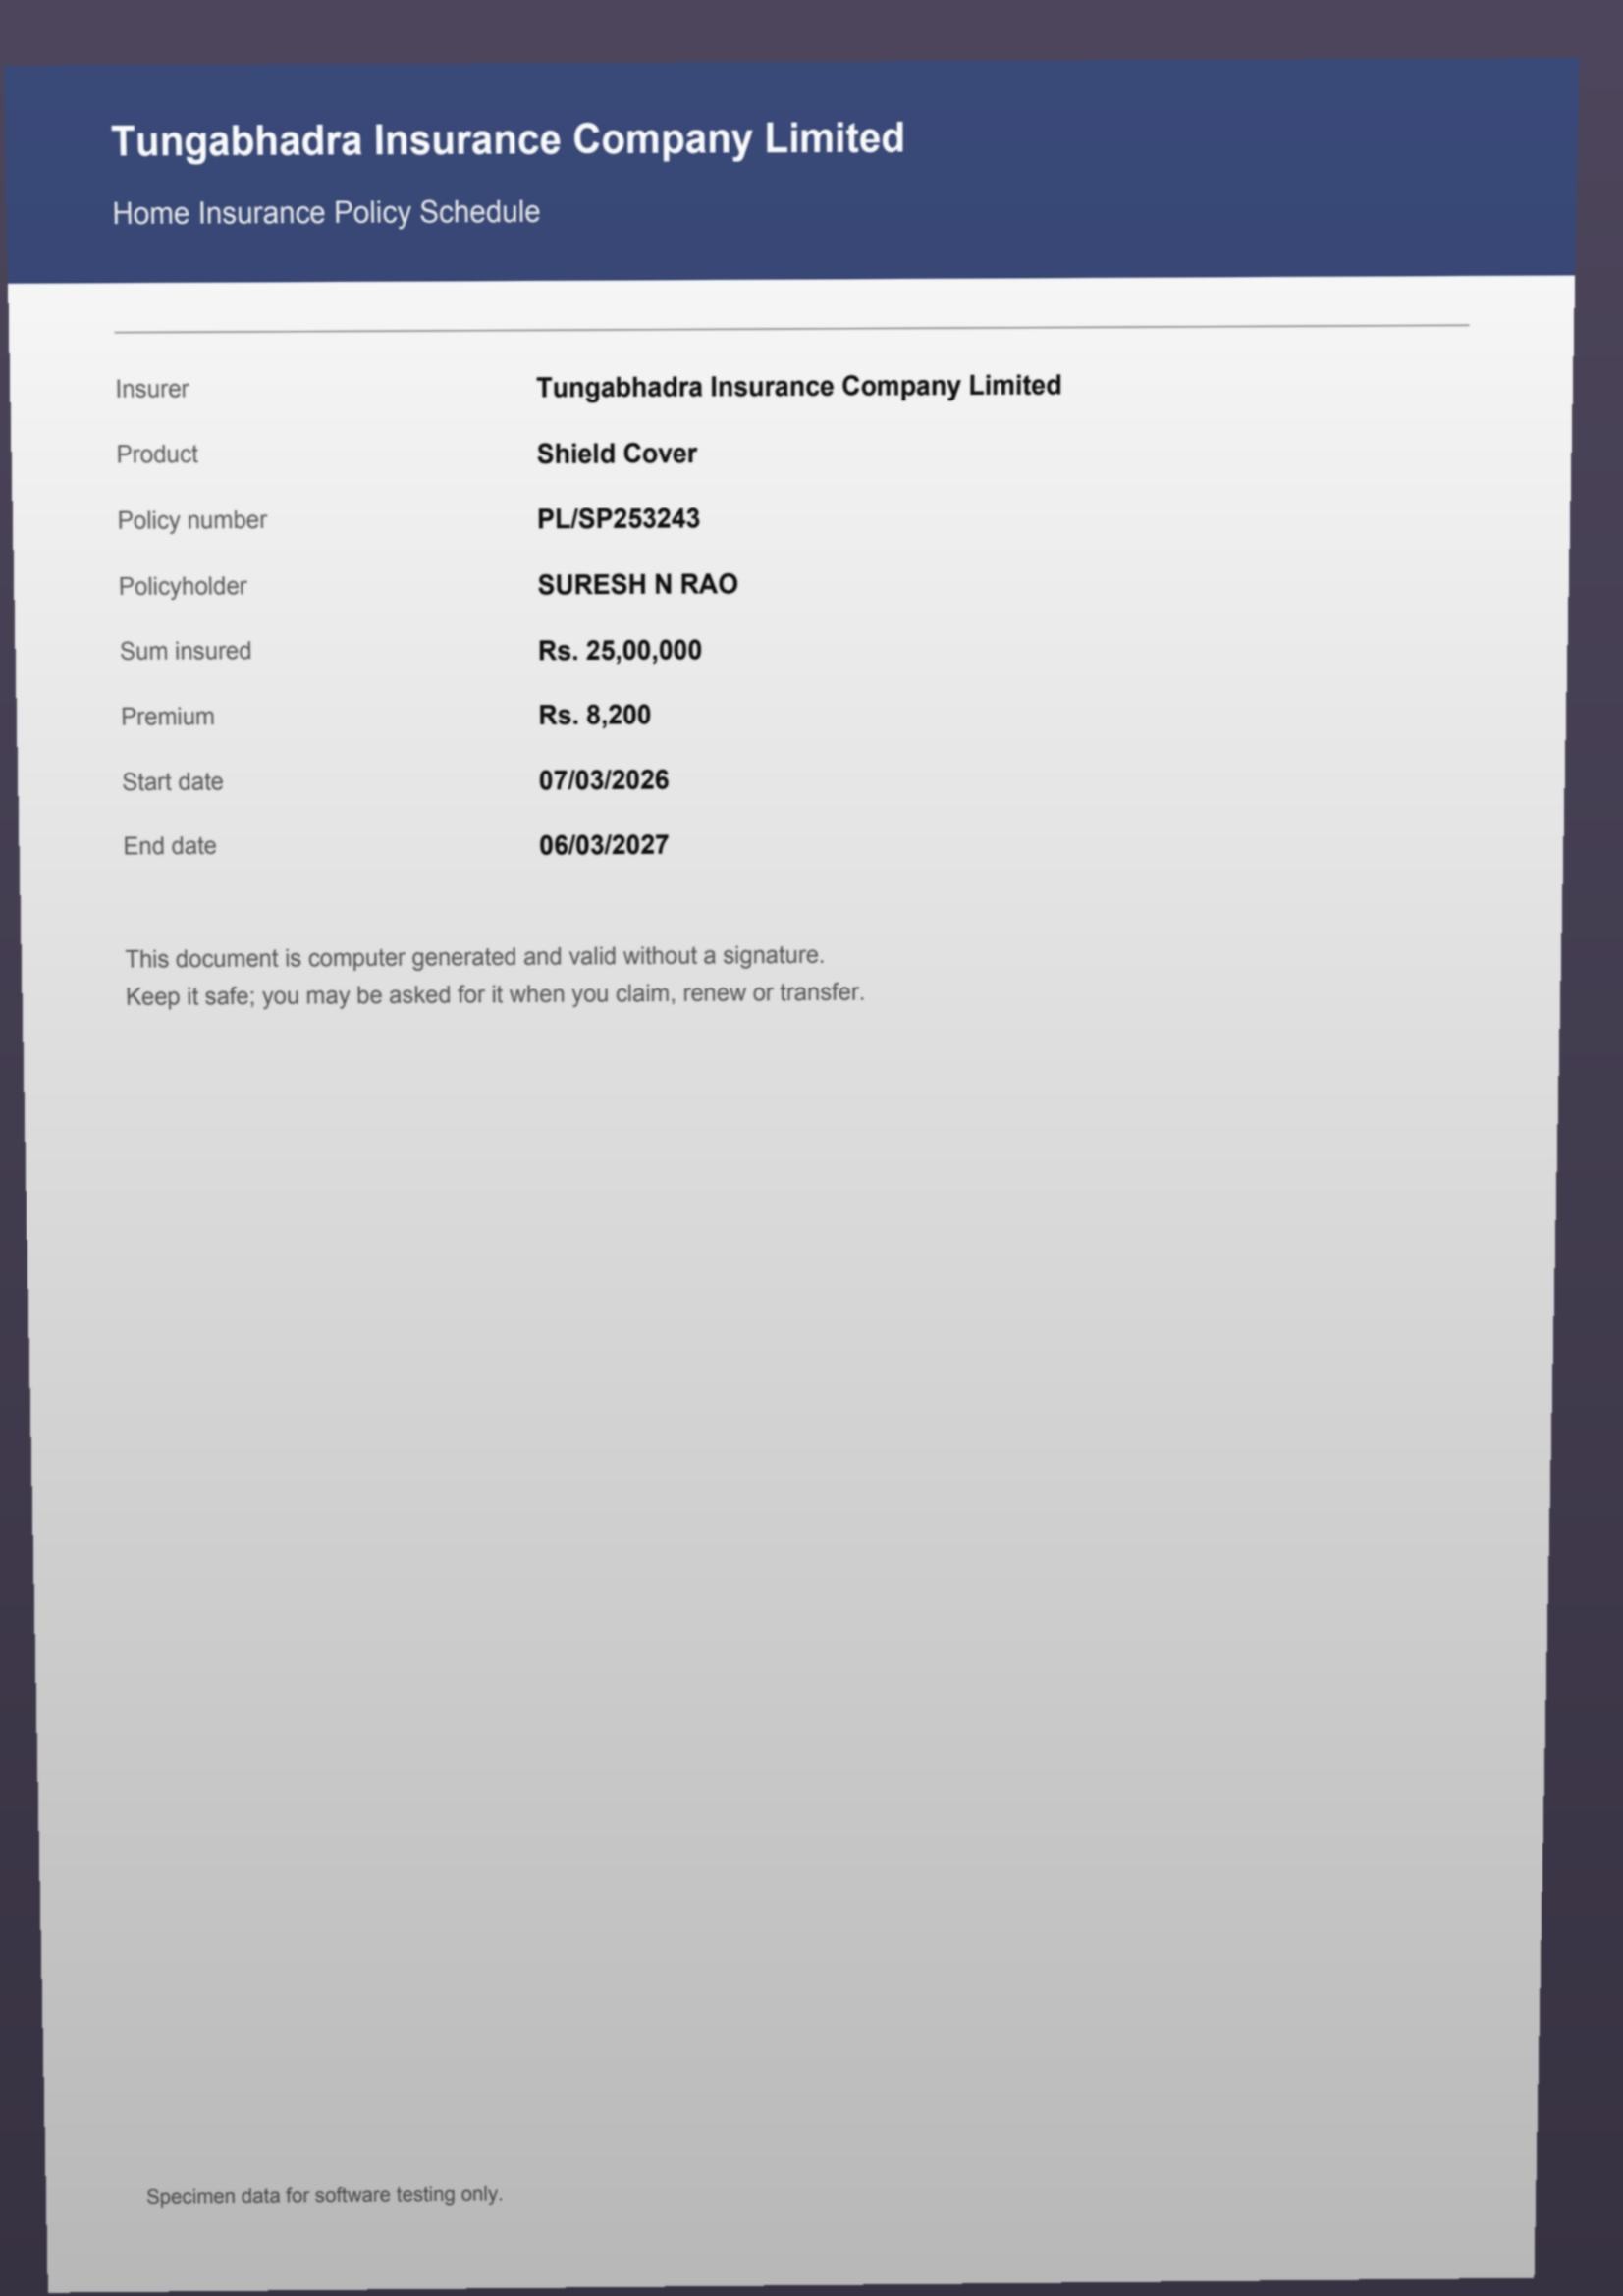 Tungabhadra Insurance Company Limited
Home Insurance Policy Schedule
Insurer Tungabhadra Insurance Company Limited
Product Shield Cover
Policy number PL/SP253243
Policyholder SURESH N RAO
Sum insured Rs. 25,00,000
Premium Rs. 8,200
Start date 07/03/2026
End date 06/03/2027
This document is computer generated and valid without a signature.
Keep it safe; you may be asked for it when you claim, renew or transfer.
Specimen data for software testing only.